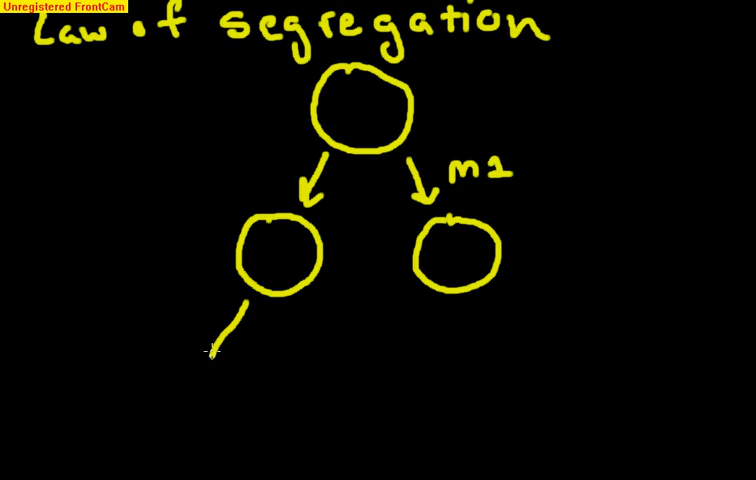 Unregistered FrontCam
Law of segregation
m1